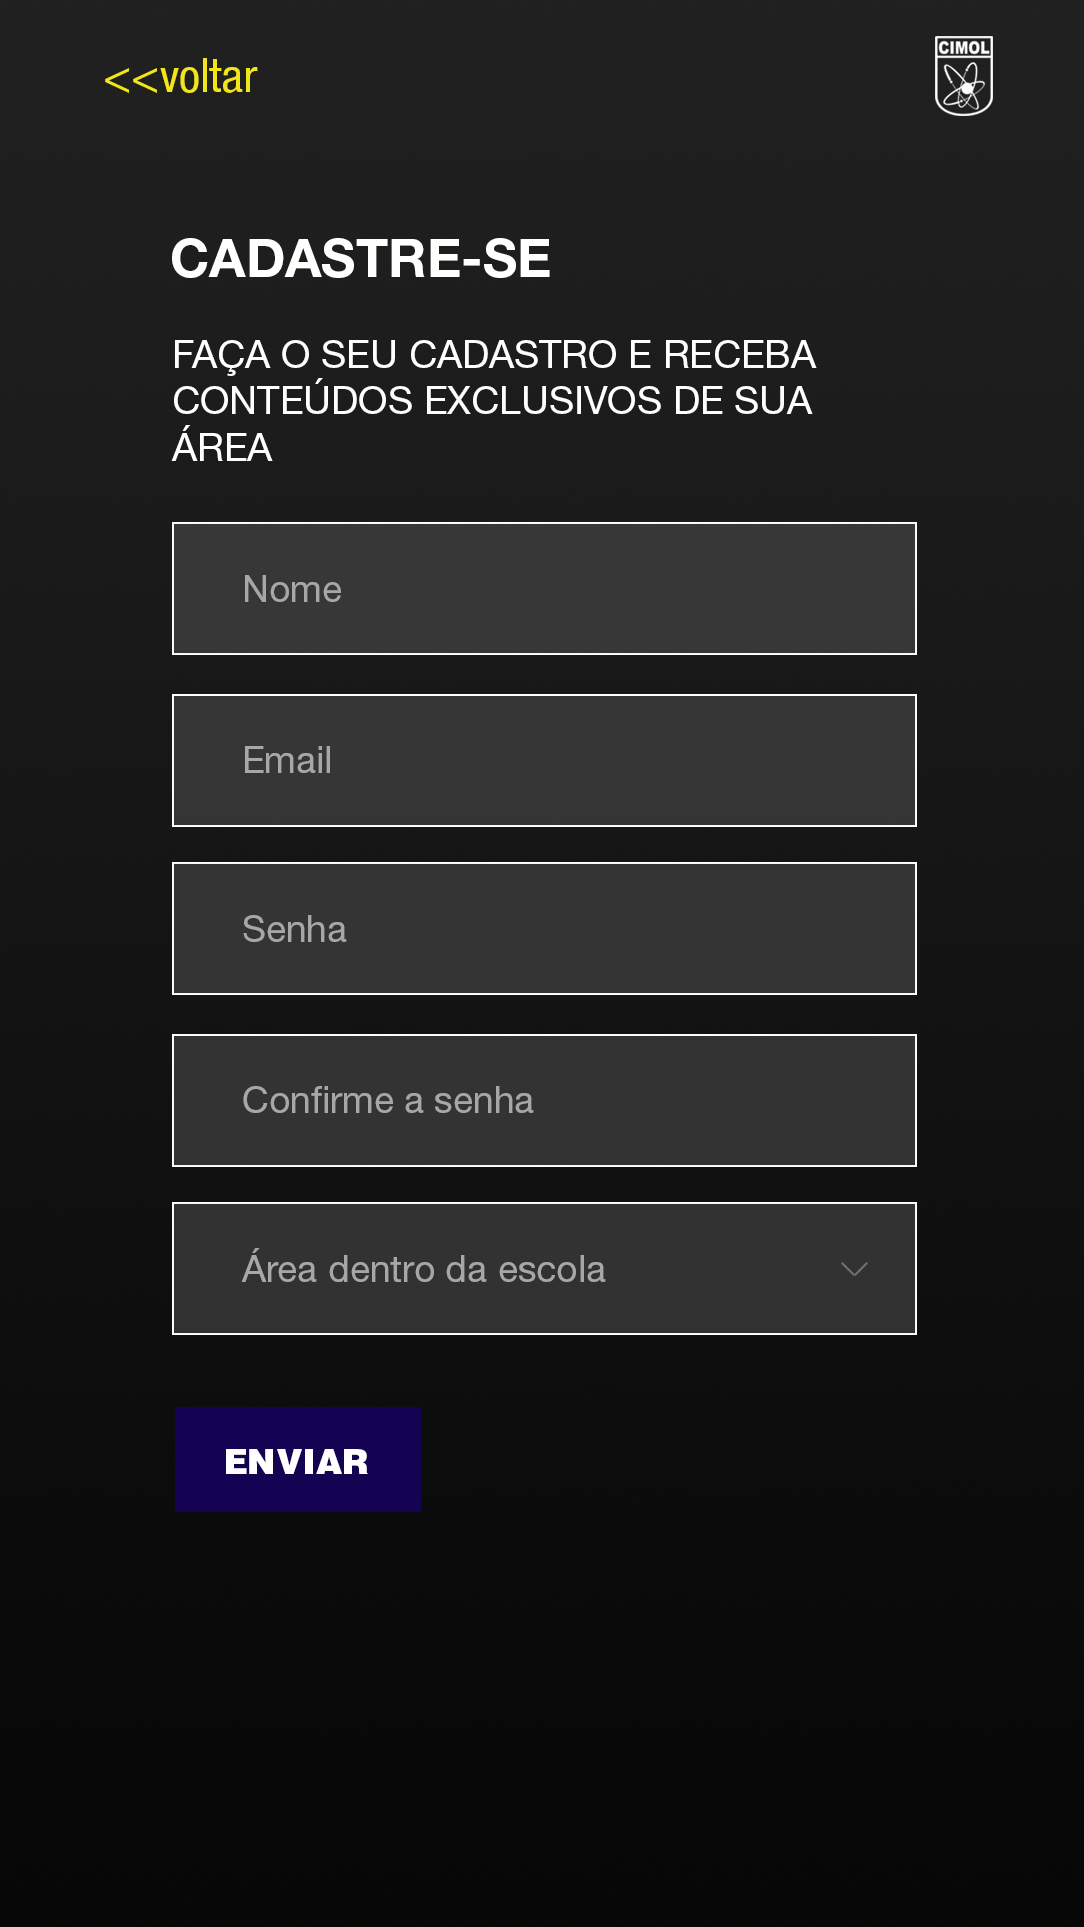 <<voltar
CIMOL
CADASTRE-SE
FAÇA O SEU CADASTRO E RECEBA
CONTEÚDOS EXCLUSIVOS DE SUA
ÁREA
Nome
Email
Senha
Confirme a senha
Área dentro da escola
ENVIAR